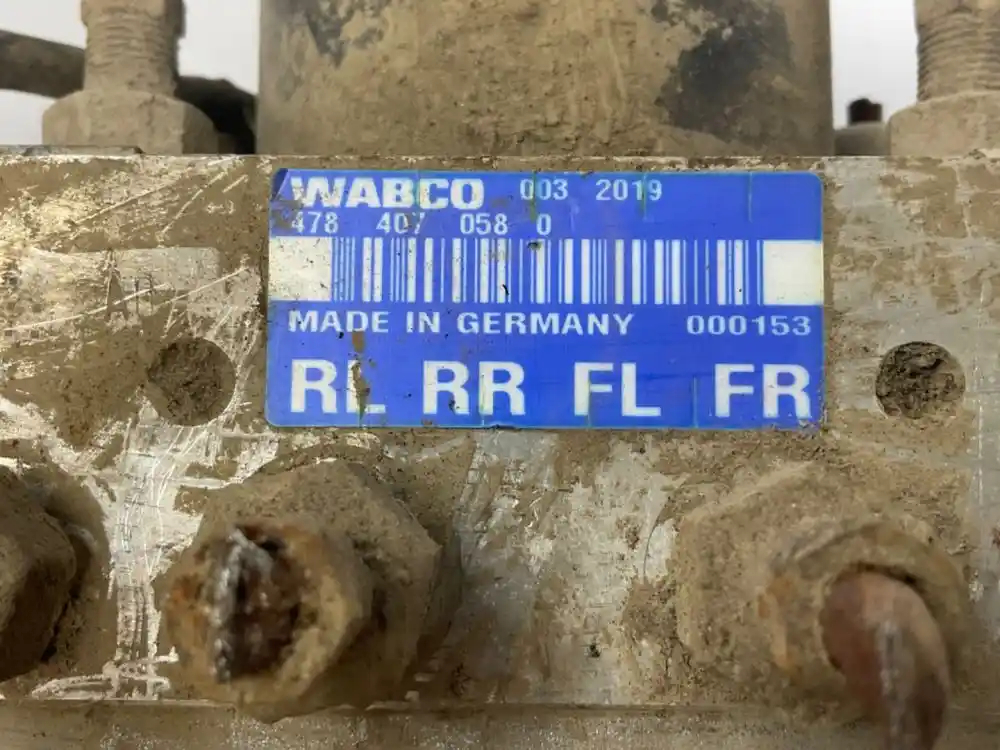 WABCO 003 2019
478 407 058 0
MADE IN GERMANY 000153
RL RR FL FR